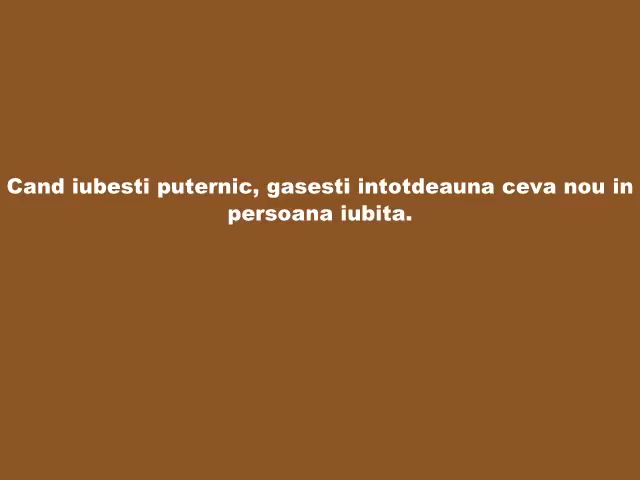 Cand iubesti puternic, gasesti intotdeauna ceva nou in
persoana iubita.